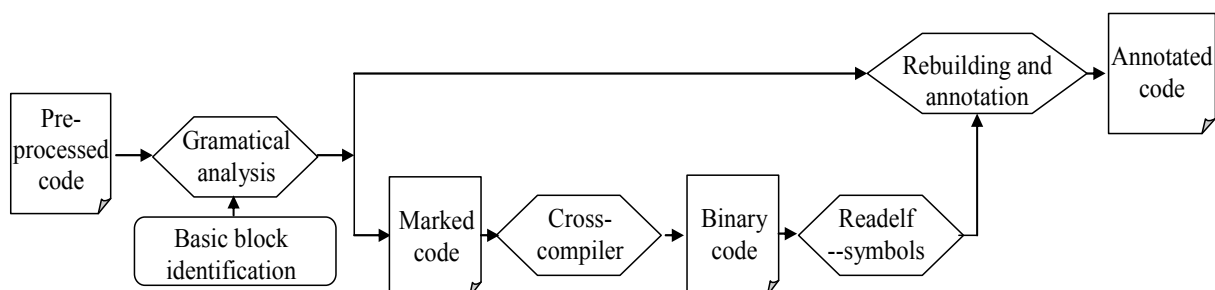 Pre-
processed
code
Gramatical
analysis
Basic block
identification
Marked
code
Cross-
compiler
Binary
code
Readelf
--symbols
Rebuilding and
annotation
Annotated
code